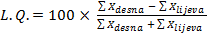 L.Q. = 100 × (∑ X_desna − ∑ X_lijeva) / (∑ X_desna + ∑ X_lijeva)